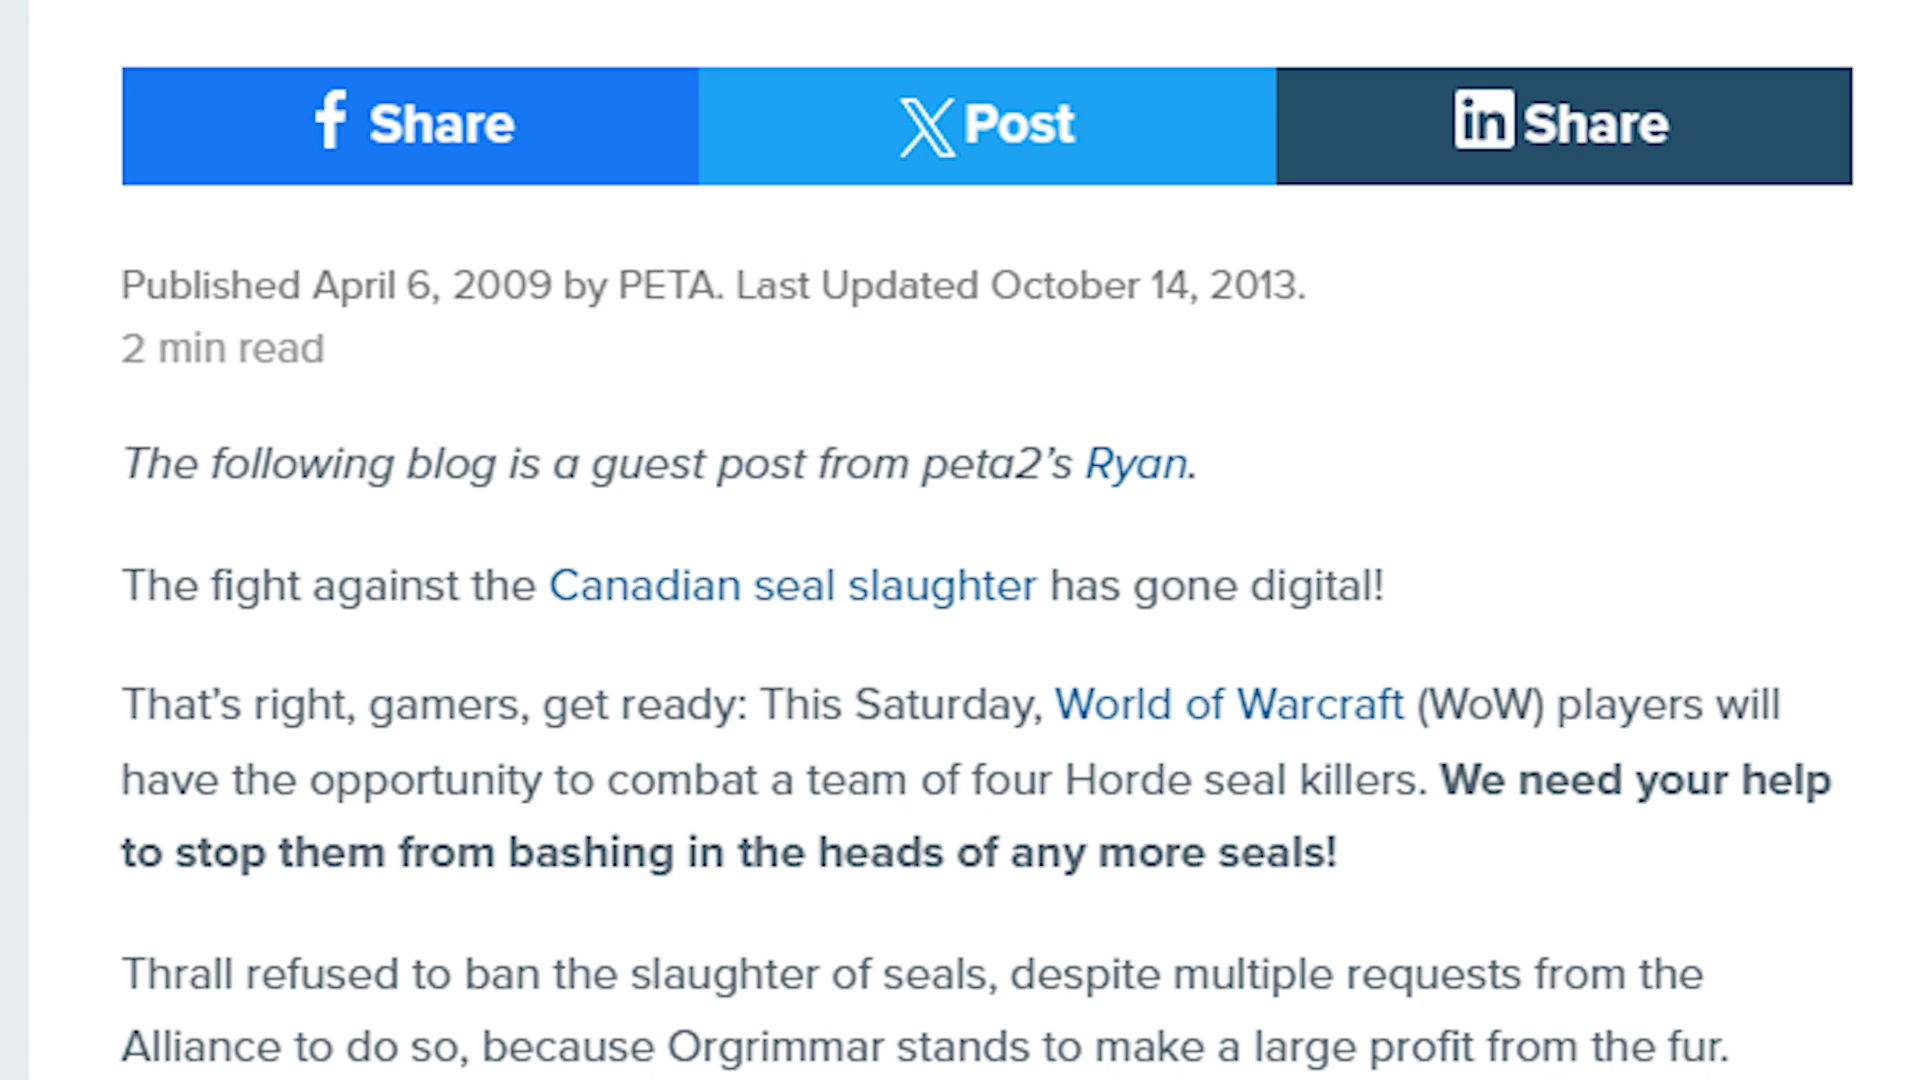 f Share
X Post
in Share
Published April 6, 2009 by PETA. Last Updated October 14, 2013.
2 min read
The following blog is a guest post from peta2’s Ryan.
The fight against the Canadian seal slaughter has gone digital!
That’s right, gamers, get ready: This Saturday, World of Warcraft (WoW) players will
have the opportunity to combat a team of four Horde seal killers. We need your help
to stop them from bashing in the heads of any more seals!
Thrall refused to ban the slaughter of seals, despite multiple requests from the
Alliance to do so, because Orgrimmar stands to make a large profit from the fur.